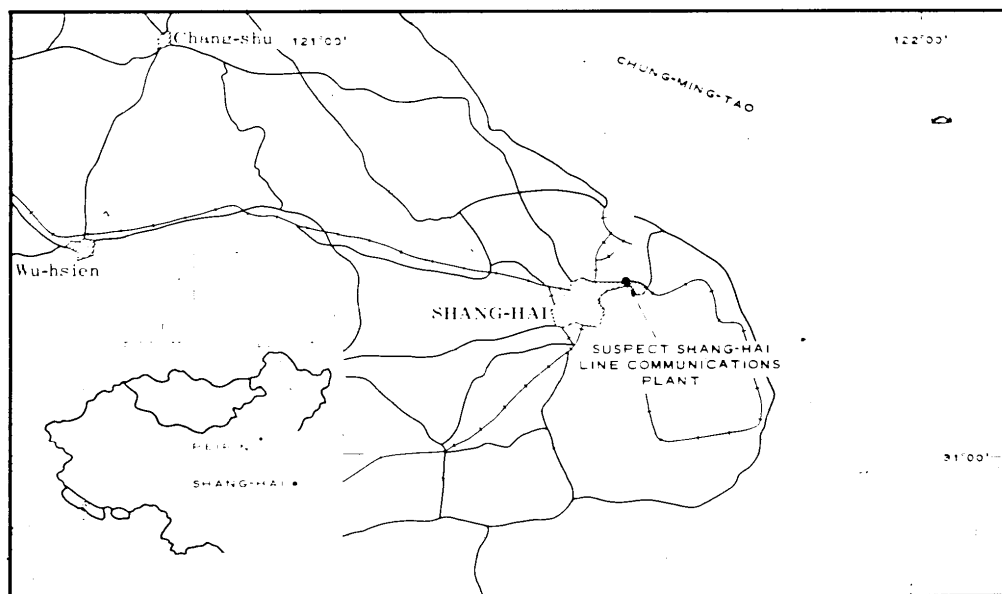 Chang-shu
121°00'
122°00'
CHUNG-MING-TAO
Wu-hsien
SHANG-HAI
SUSPECT SHANG-HAI
LINE COMMUNICATIONS
PLANT
SHANG-HAI
31°00'